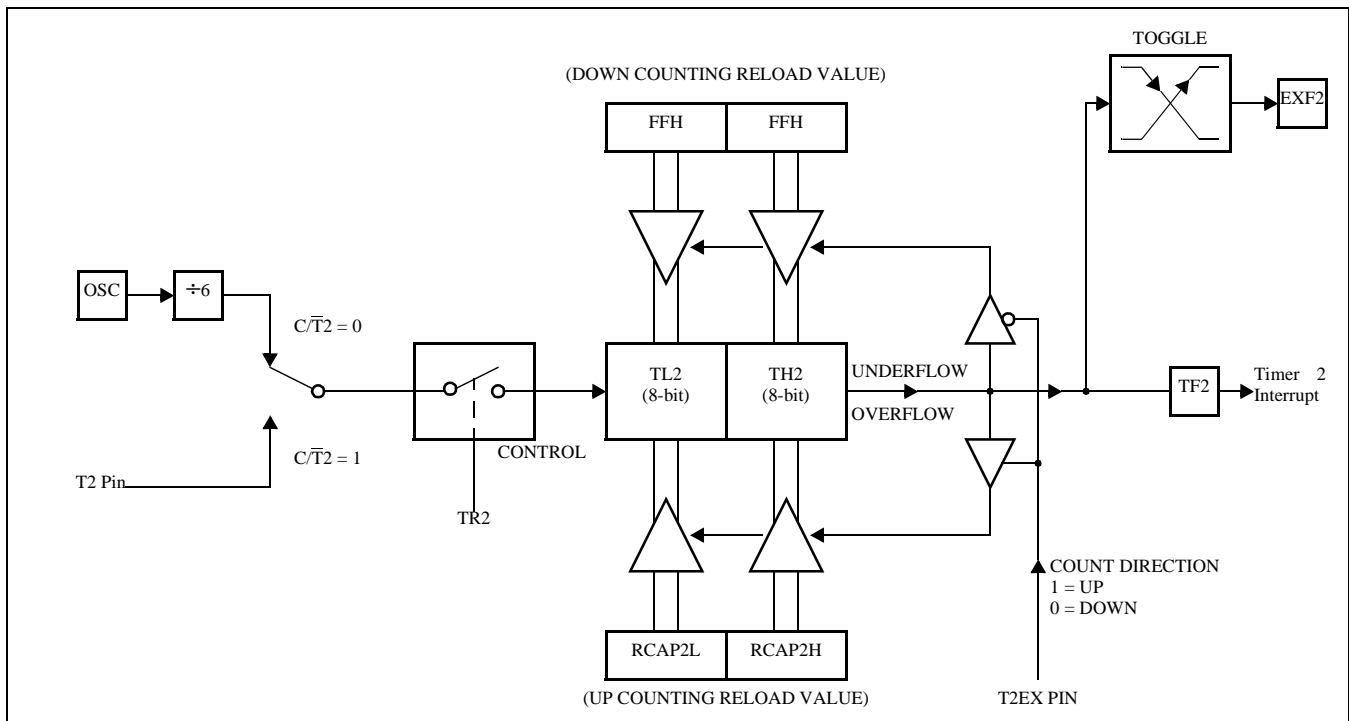 TOGGLE
(DOWN COUNTING RELOAD VALUE)
FFH
FFH
EXF2
OSC
÷6
C/T̅2 = 0
TL2
(8-bit)
TH2
(8-bit)
UNDERFLOW
OVERFLOW
TF2
Timer 2
Interrupt
C/T̅2 = 1
CONTROL
T2 Pin
TR2
COUNT DIRECTION
1 = UP
0 = DOWN
RCAP2L
RCAP2H
(UP COUNTING RELOAD VALUE)
T2EX PIN